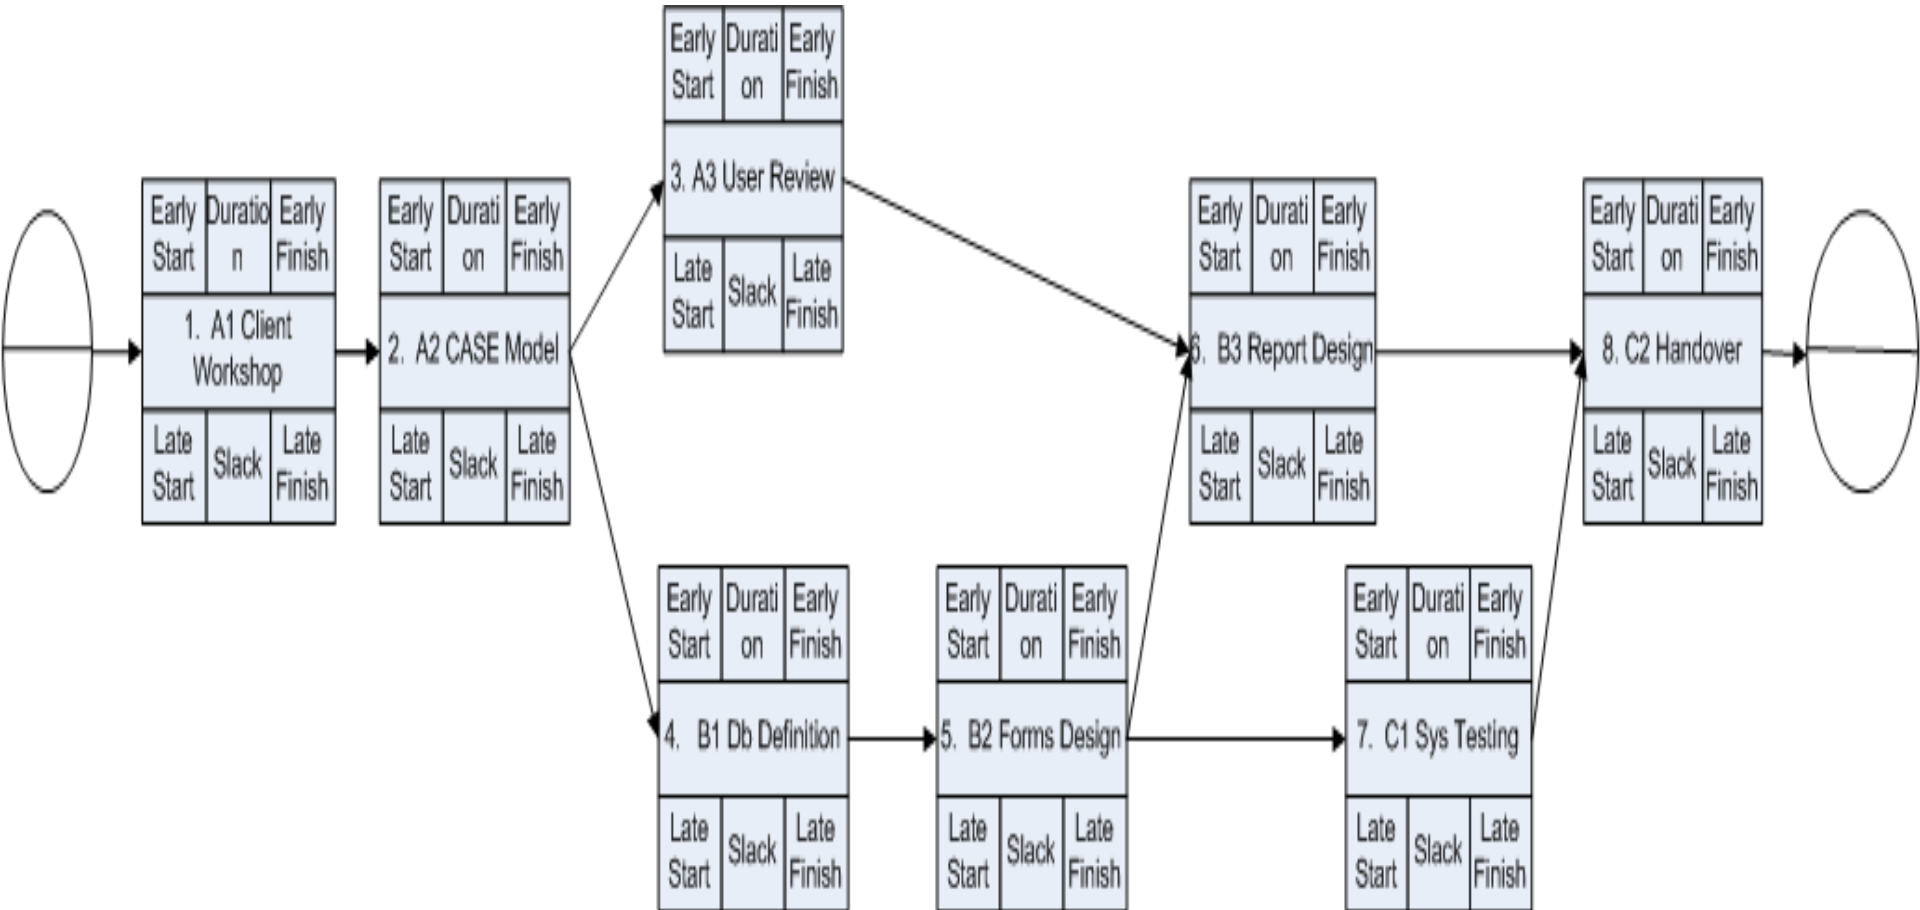 Early Start
Duratio n
Early Finish
1. A1 Client
Workshop
Late Start
Slack
Late Finish
Early Start
Durati on
Early Finish
2. A2 CASE Model
Late Start
Slack
Late Finish
Early Start
Durati on
Early Finish
3. A3 User Review
Late Start
Slack
Late Finish
Early Start
Durati on
Early Finish
4. B1 Db Definition
Late Start
Slack
Late Finish
Early Start
Durati on
Early Finish
5. B2 Forms Design
Late Start
Slack
Late Finish
Early Start
Durati on
Early Finish
6. B3 Report Design
Late Start
Slack
Late Finish
Early Start
Durati on
Early Finish
7. C1 Sys Testing
Late Start
Slack
Late Finish
Early Start
Durati on
Early Finish
8. C2 Handover
Late Start
Slack
Late Finish